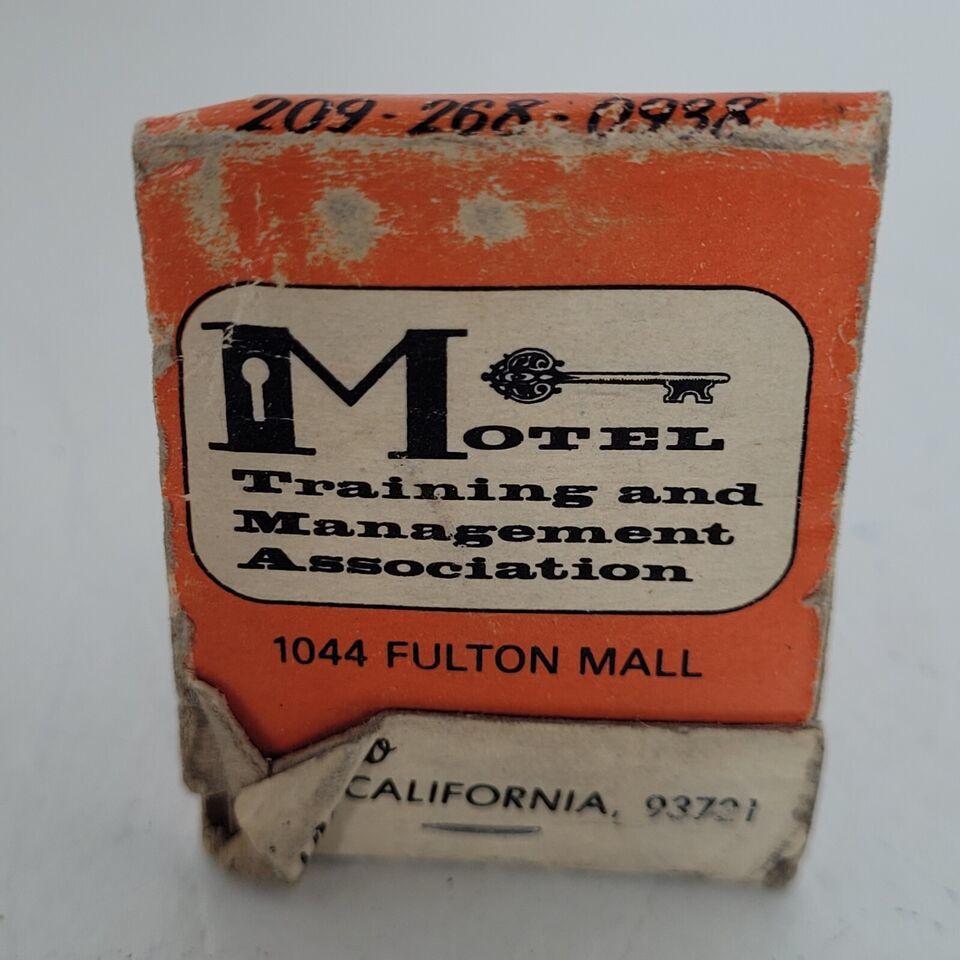 209-268-0938
MOTEL
Training and
Management
Association
1044 FULTON MALL
CALIFORNIA, 93721